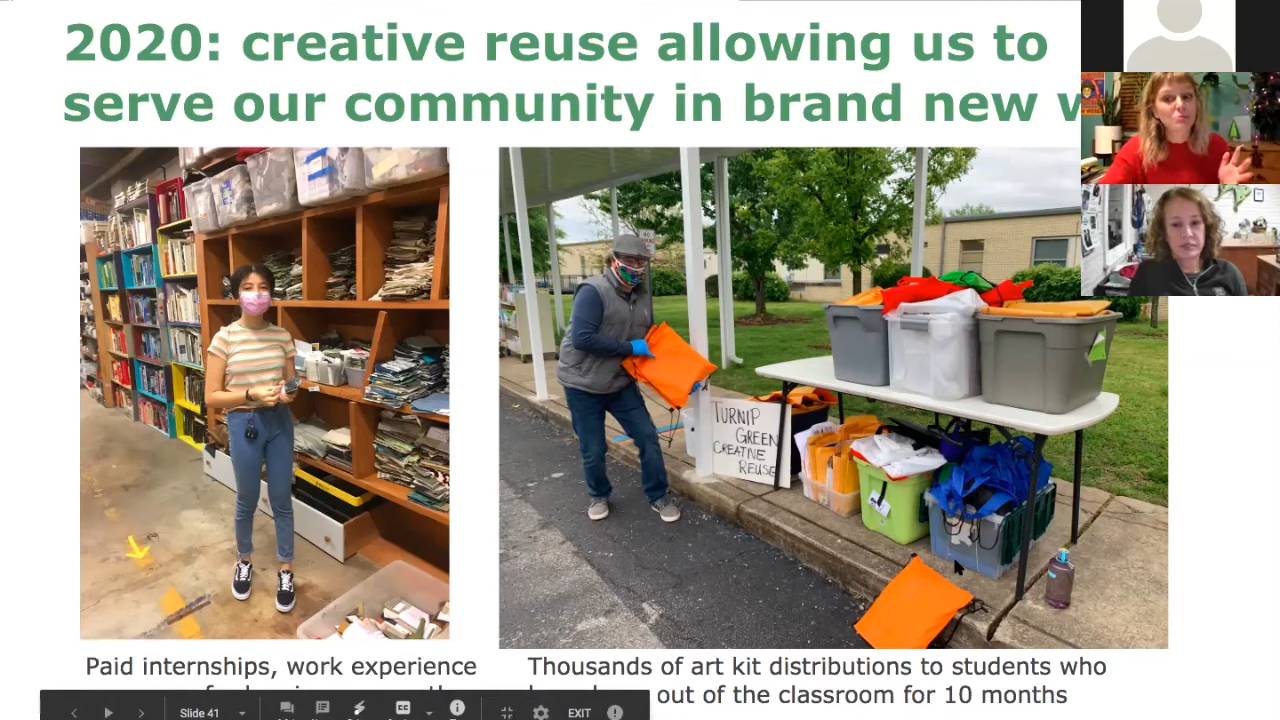 2020: creative reuse allowing us to
serve our community in brand new
TURNIP
GREEN
CREATIVE
REUSE
Paid internships, work experience
Thousands of art kit distributions to students who
out of the classroom for 10 months
Slide 41
EXIT